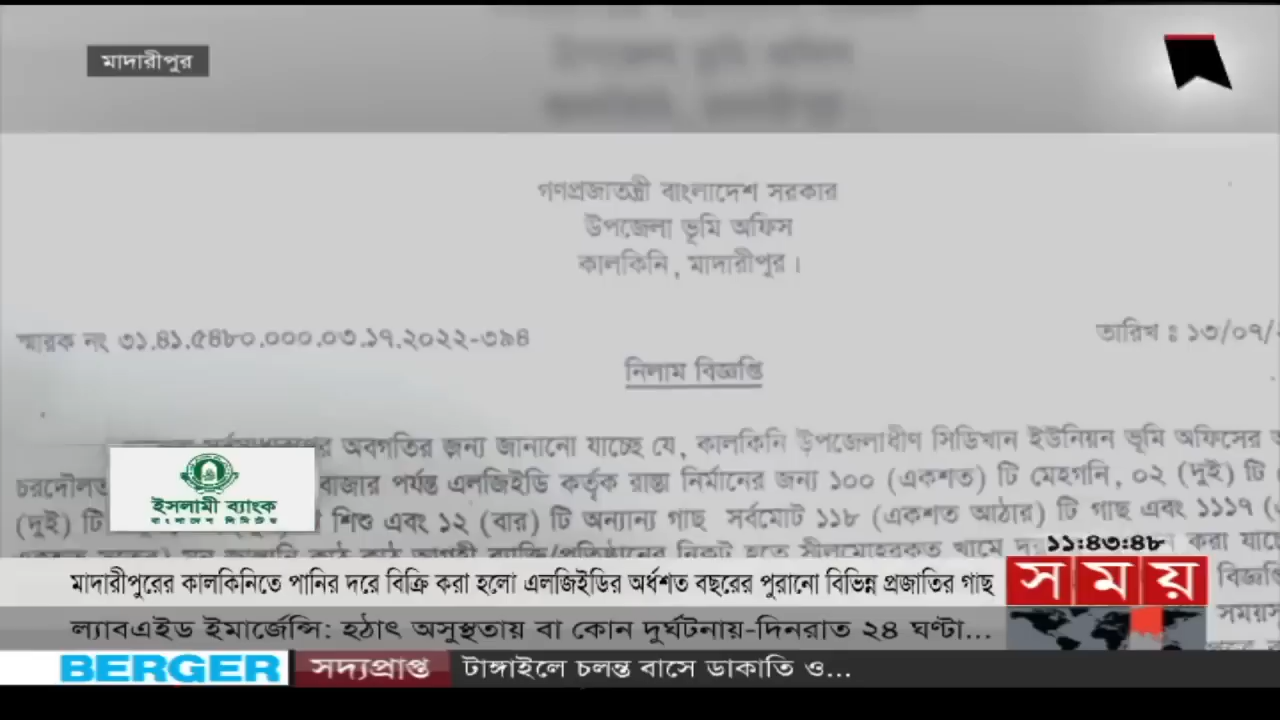 মাদারীপুর
গণপ্রজাতন্ত্রী বাংলাদেশ সরকার
উপজেলা ভূমি অফিস
কালকিনি, মাদারীপুর।
স্মারক নং ৩১.৪১.৫৪৮০.০০০.০৩.১৭.২০২২-৩৯৪
তারিখ ঃ ১৩/০৭/
নিলাম বিজ্ঞপ্তি
অবগতির জন্য জানানো যাচ্ছে যে, কালকিনি উপজেলাধীণ সিডিখান ইউনিয়ন ভূমি অফিসের
চরদৌলত বাজার পর্যন্ত এলজিইডি কর্তৃক রাস্তা নির্মানের জন্য ১০০ (একশত) টি মেহগনি, ০২ (দুই) টি
(দুই) টি শিশু এবং ১২ (বার) টি অন্যান্য গাছ সর্বমোট ১১৮ (একশত আঠার) টি গাছ এবং ১১১৭
করা যাচ্ছে
ইসলামী ব্যাংক
বাংলাদেশ লিমিটেড
১১:৪৩:৪৮
মাদারীপুরের কালকিনিতে পানির দরে বিক্রি করা হলো এলজিইডির অর্ধশত বছরের পুরানো বিভিন্ন প্রজাতির গাছ
সময়
ল্যাবএইড ইমার্জেন্সি: হঠাৎ অসুস্থতায় বা কোন দুর্ঘটনায়-দিনরাত ২৪ ঘণ্টা...
BERGER সদ্যপ্রাপ্ত টাঙ্গাইলে চলন্ত বাসে ডাকাতি ও...